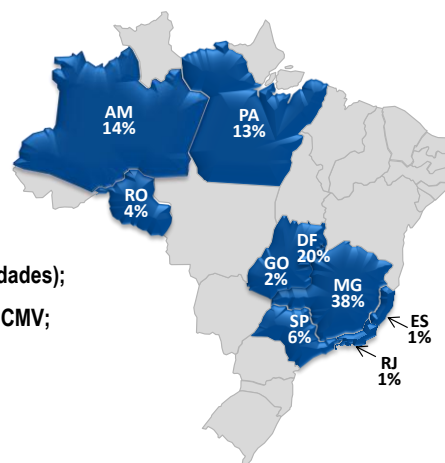 AM
14%
PA
13%
RO
4%
DF
20%
GO
2%
MG
38%
dades);
CMV;
SP
6%
ES
1%
RJ
1%